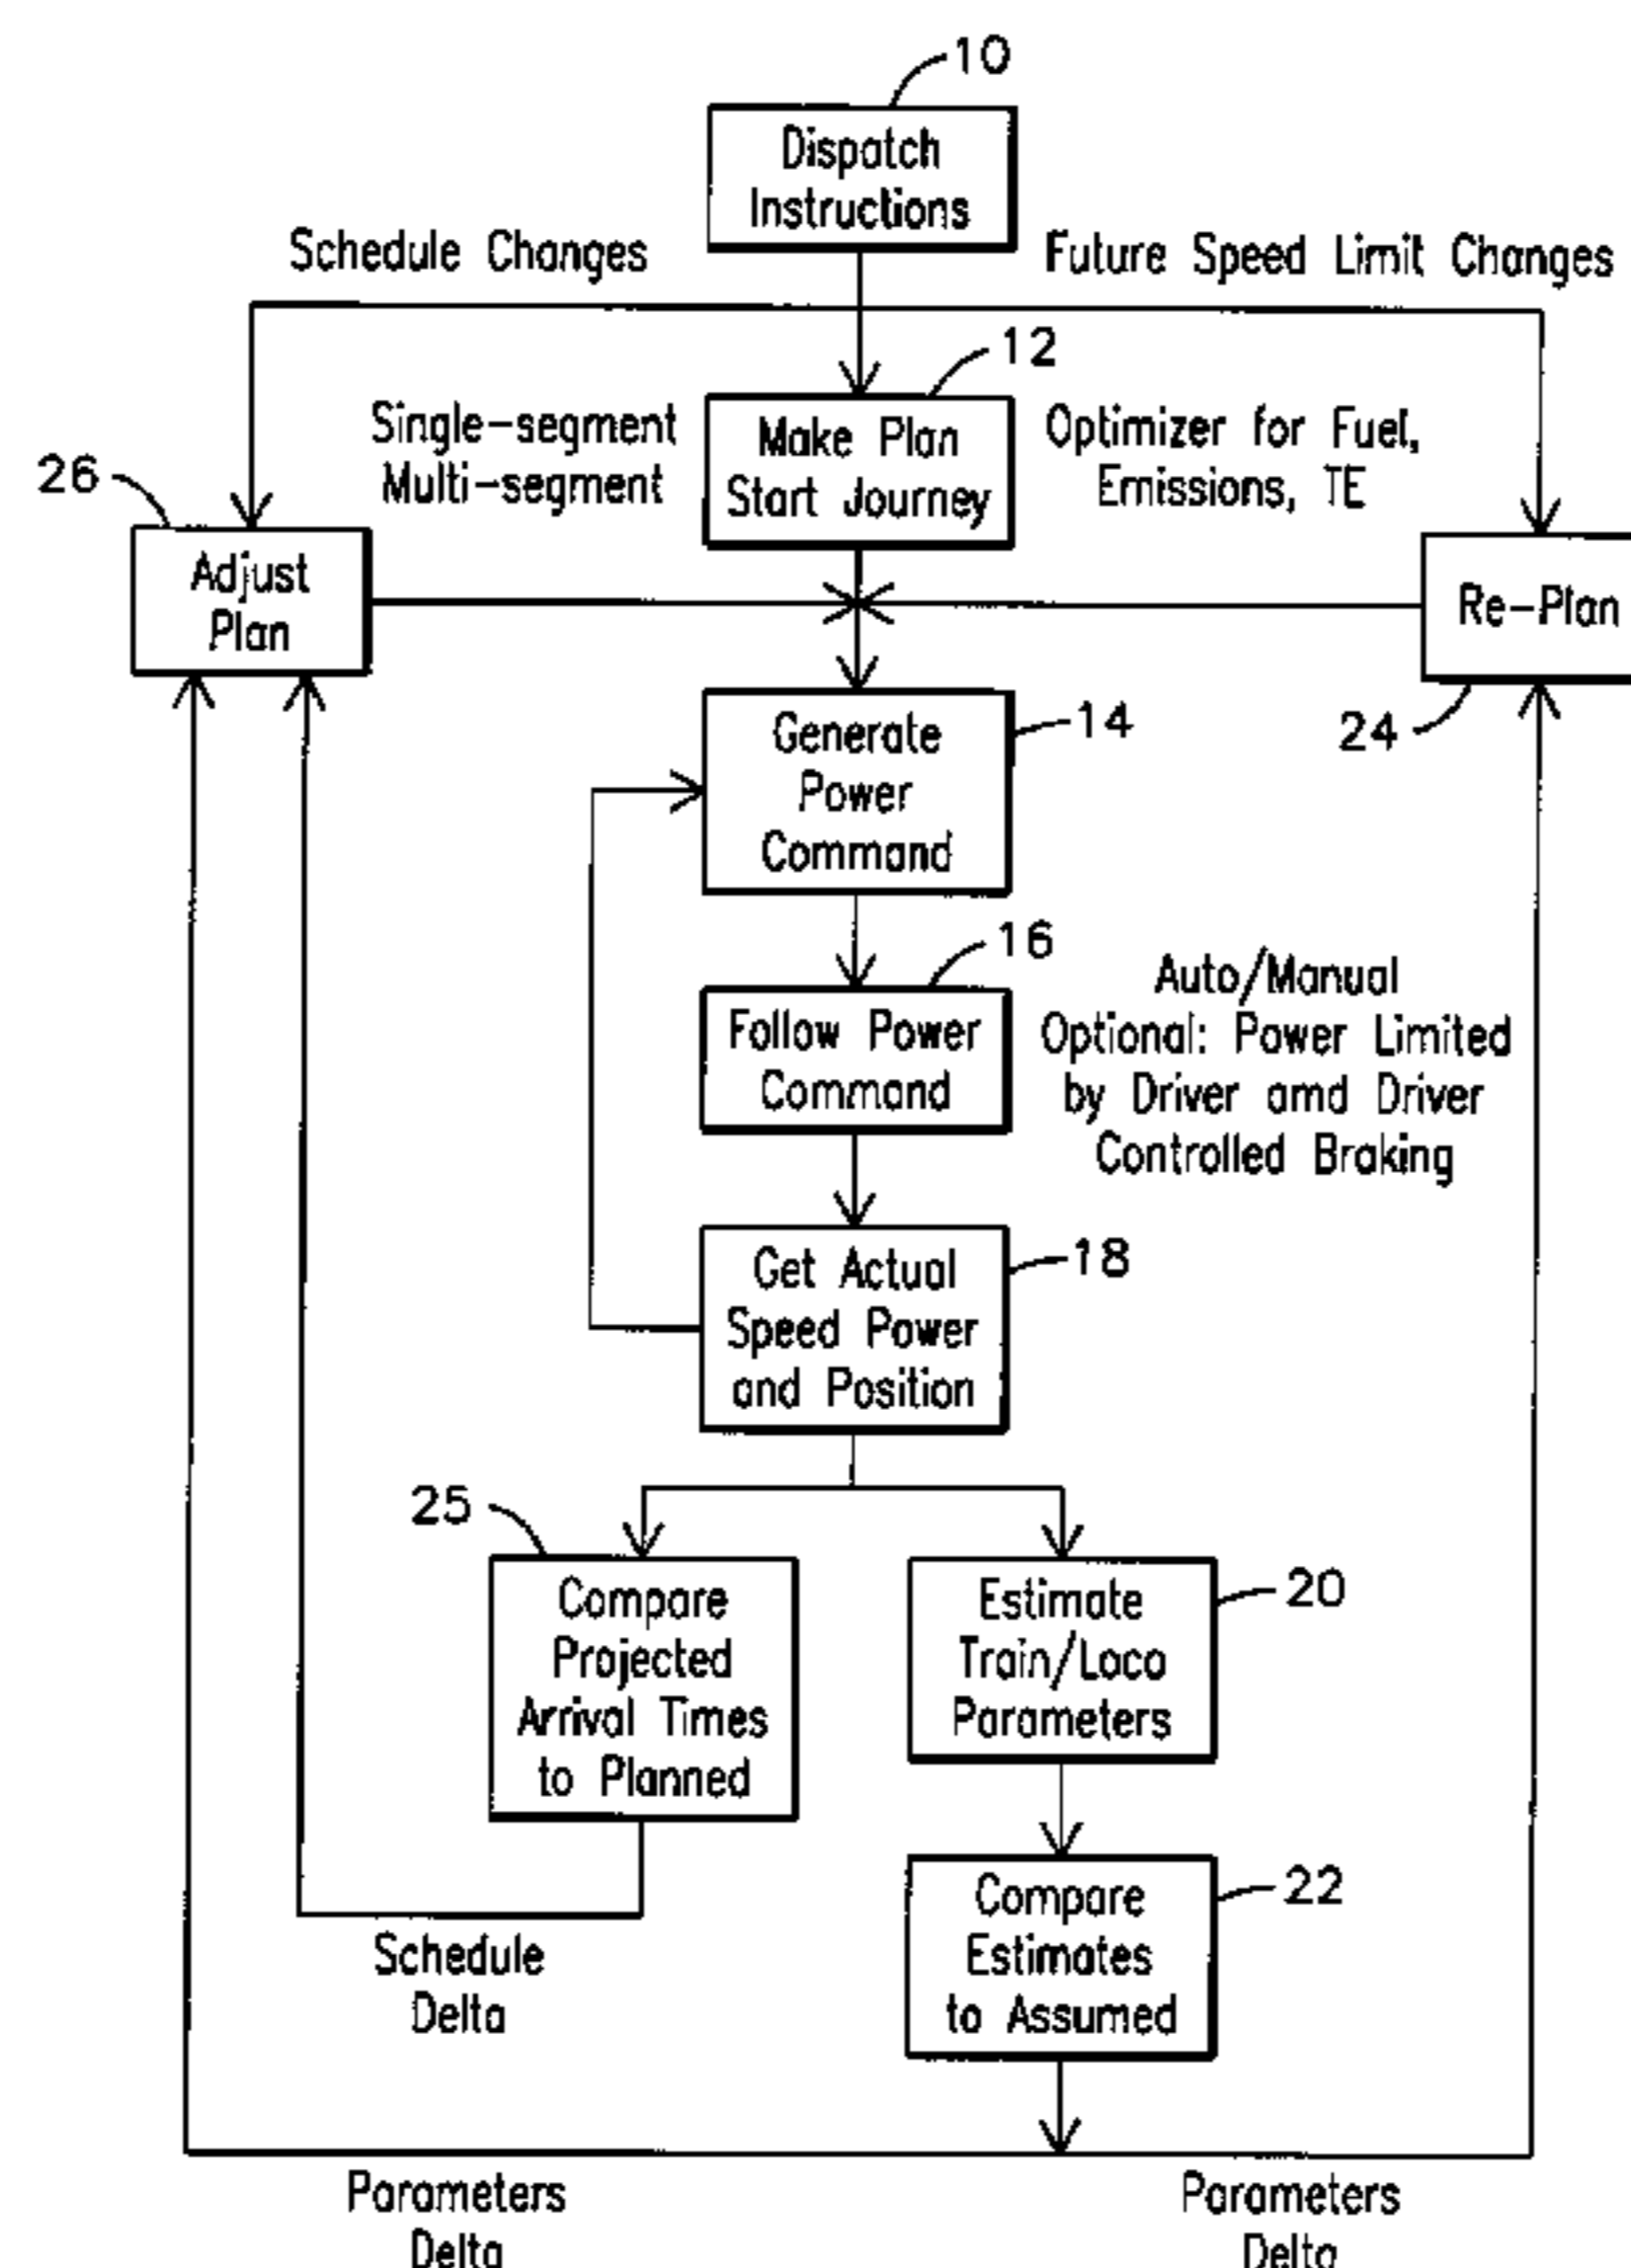 10
Dispatch
Instructions
Schedule Changes
Future Speed Limit Changes
12
Single-segment
Multi-segment
Make Plan
Start Journey
Optimizer for Fuel,
Emissions, TE
26
Adjust
Plan
Re-Plan
24
Generate
Power
Command
14
16
Follow Power
Command
Auto/Manual
Optional: Power Limited
by Driver amd Driver
Controlled Braking
Get Actual
Speed Power
and Position
18
25
Compare
Projected
Arrival Times
to Planned
Estimate
Train/Loco
Parameters
20
Schedule
Delta
Compare
Estimates
to Assumed
22
Parameters
Delta
Parameters
Delta